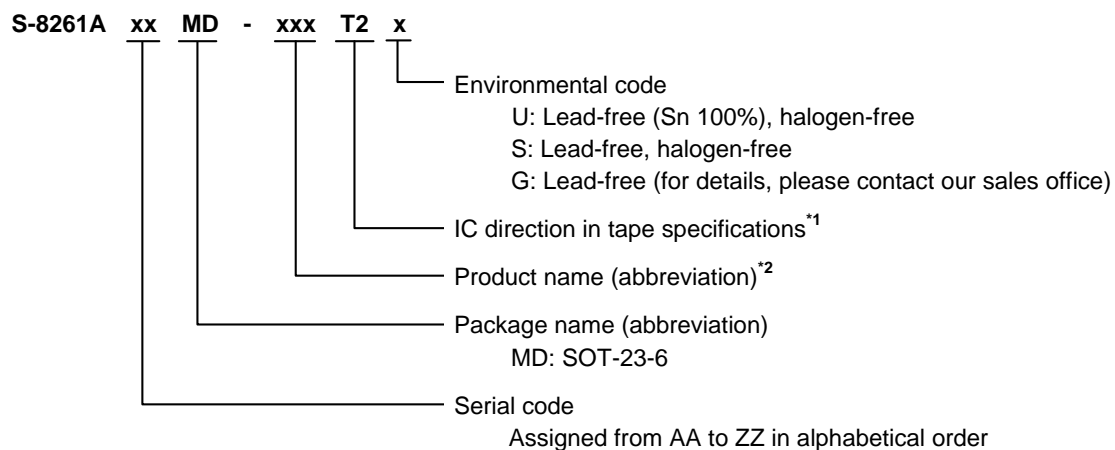 S-8261A xx MD - xxx T2 x
Environmental code
U: Lead-free (Sn 100%), halogen-free
S: Lead-free, halogen-free
G: Lead-free (for details, please contact our sales office)
IC direction in tape specifications*1
Product name (abbreviation)*2
Package name (abbreviation)
MD: SOT-23-6
Serial code
Assigned from AA to ZZ in alphabetical order